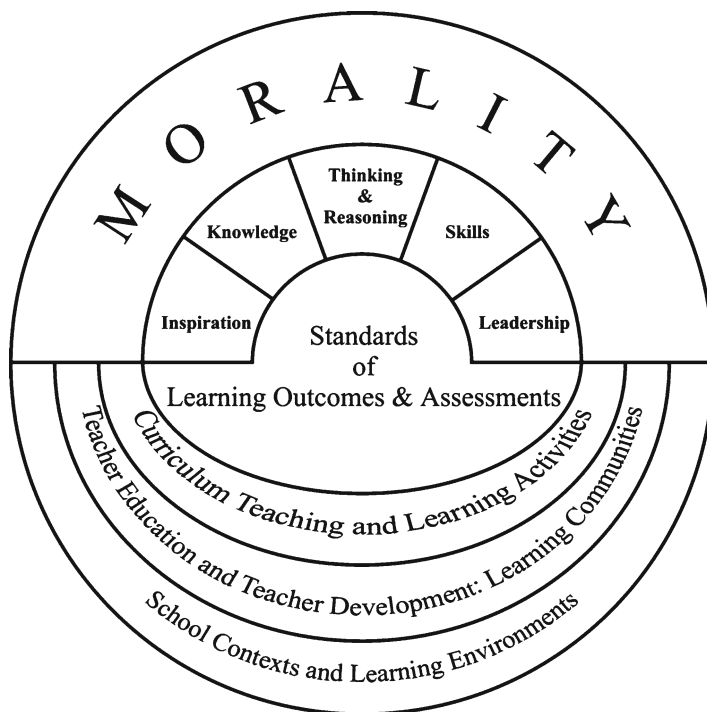 MORALITY
Thinking
&
Reasoning
Knowledge
Skills
Inspiration
Leadership
Standards
of
Learning Outcomes & Assessments
Curriculum Teaching and Learning Activities
Teacher Education and Teacher Development: Learning Communities
School Contexts and Learning Environments